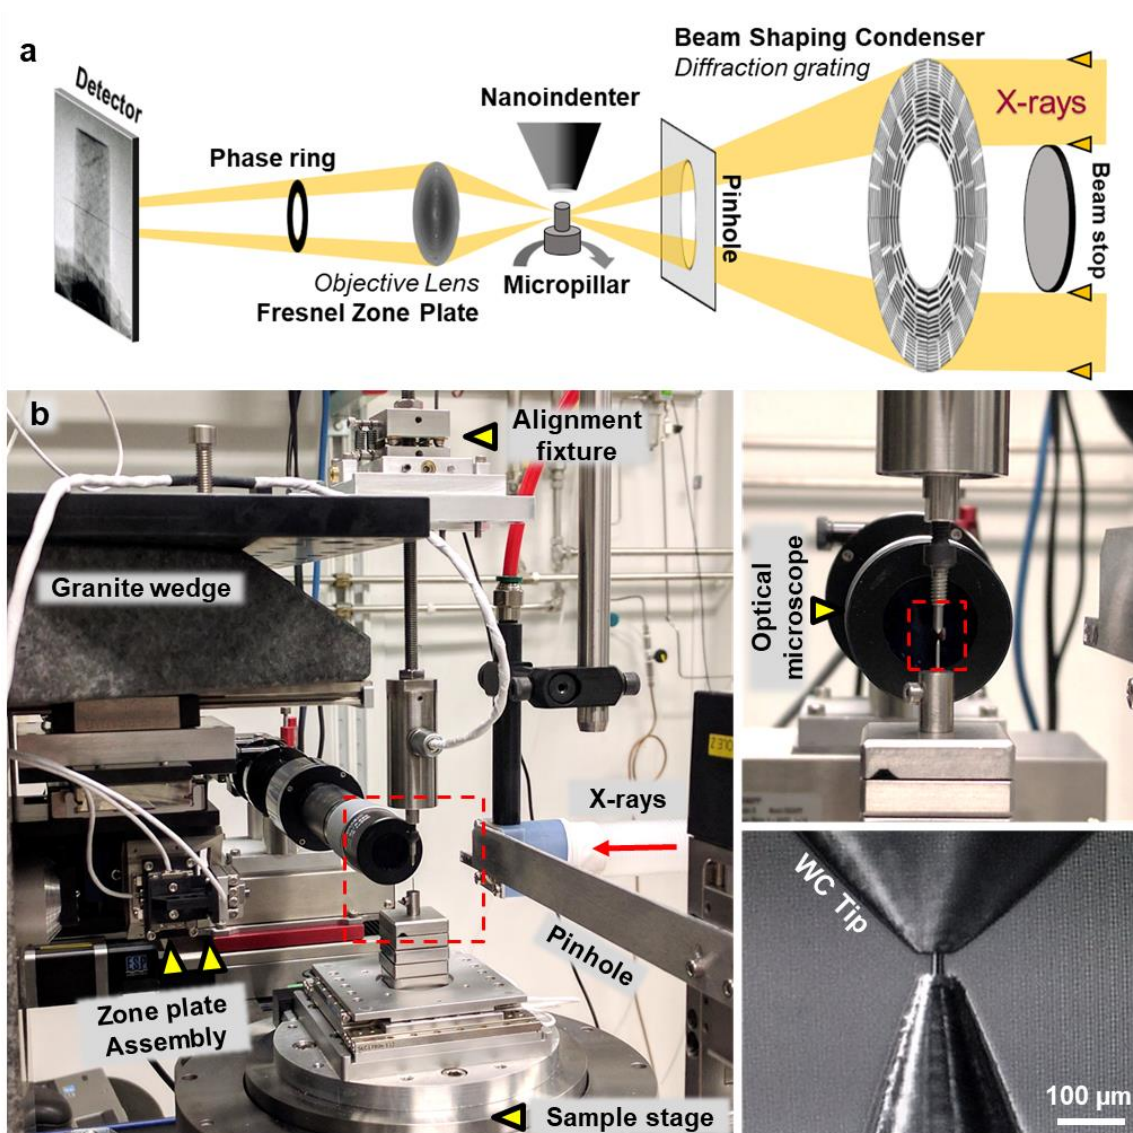 a
Detector
Phase ring
Objective Lens
Fresnel Zone Plate
Nanoindenter
Micropillar
Pinhole
Beam Shaping Condenser
Diffraction grating
X-rays
Beam stop
b
Alignment
fixture
Granite wedge
X-rays
Pinhole
ESP
Zone plate
Assembly
Sample stage
Optical
microscope
WC Tip
100 µm